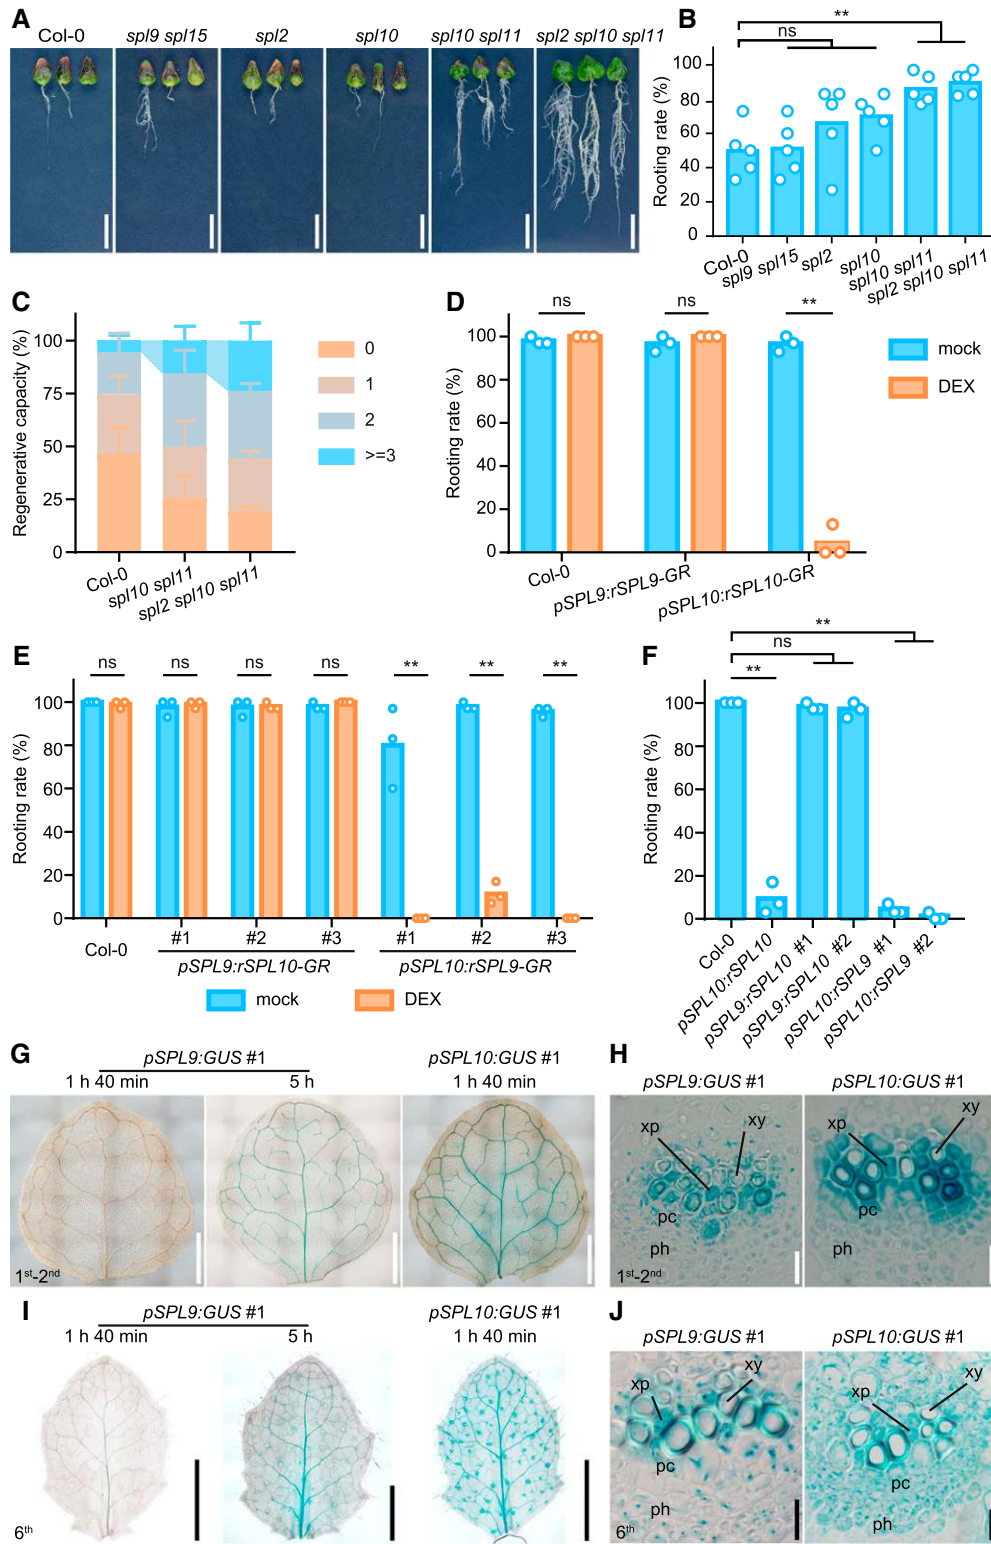 A
Col-0 spl9 spl15 spl2 spl10 spl10 spl11 spl2 spl10 spl11
B
**
ns
Rooting rate (%)
100
80
60
40
20
0
Col-0 spl9 spl15 spl2 spl10 spl10 spl11 spl2 spl10 spl11
C
Regenerative capacity (%)
100
75
50
25
0
Col-0 spl10 spl11 spl2 spl10 spl11
0
1
2
>=3
D
ns ns **
Rooting rate (%)
100
80
60
40
20
0
Col-0 pSPL9:rSPL9-GR pSPL10:rSPL10-GR
mock
DEX
E
ns ns ns ns ** ** **
Rooting rate (%)
100
80
60
40
20
0
Col-0 #1 #2 #3 #1 #2 #3
pSPL9:rSPL10-GR pSPL10:rSPL9-GR
mock DEX
F
**
ns
**
Rooting rate (%)
100
80
60
40
20
0
Col-0 pSPL10:rSPL10 pSPL9:rSPL10 #1 pSPL9:rSPL10 #2 pSPL10:rSPL9 #1 pSPL10:rSPL9 #2
G
pSPL9:GUS #1 pSPL10:GUS #1
1 h 40 min 5 h 1 h 40 min
1st-2nd
H
pSPL9:GUS #1 pSPL10:GUS #1
xp xy pc ph
1st-2nd
xp xy pc ph
I
pSPL9:GUS #1 pSPL10:GUS #1
1 h 40 min 5 h 1 h 40 min
6th
J
pSPL9:GUS #1 pSPL10:GUS #1
xp xy pc ph
6th
xp xy pc ph